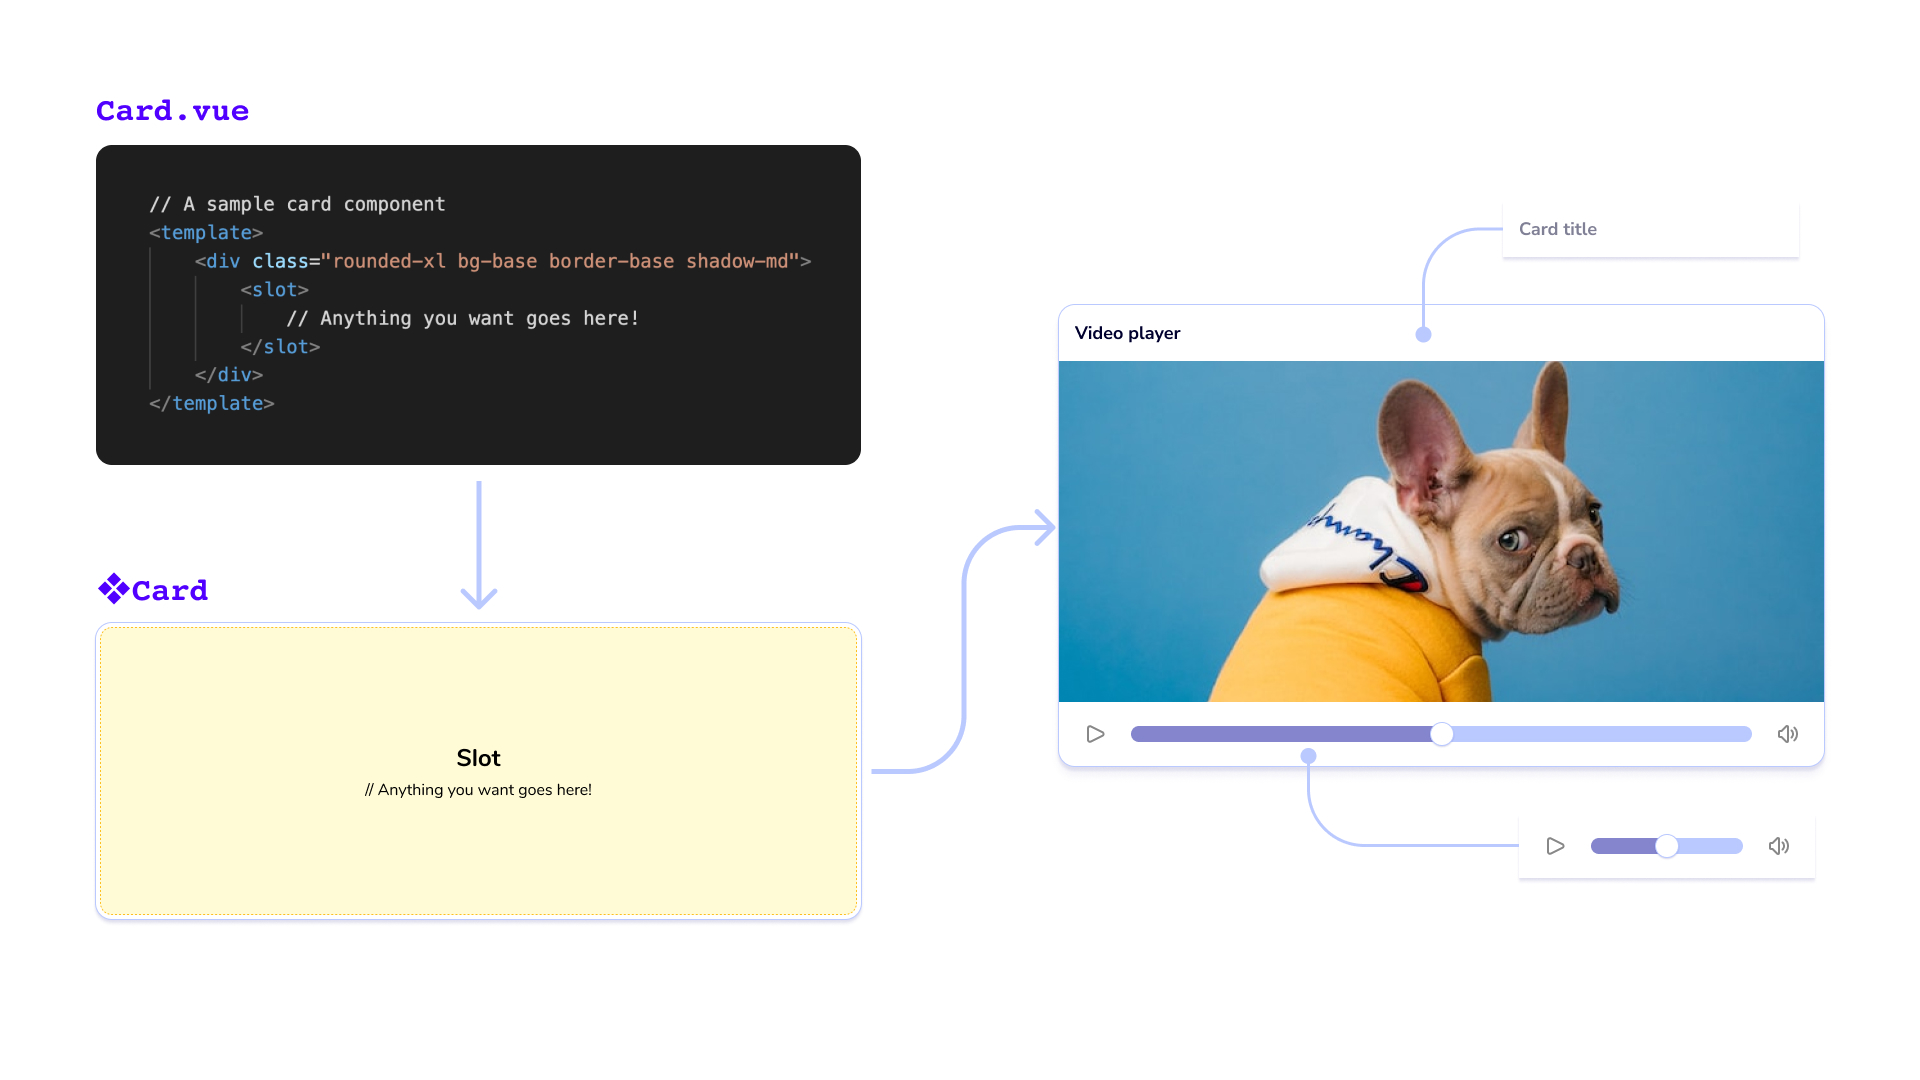 Card.vue
// A sample card component
<template>
<div class="rounded-xl bg-base border-base shadow-md">
<slot>
// Anything you want goes here!
</slot>
</div>
</template>
Card
Slot
// Anything you want goes here!
Card title
Video player
Champion